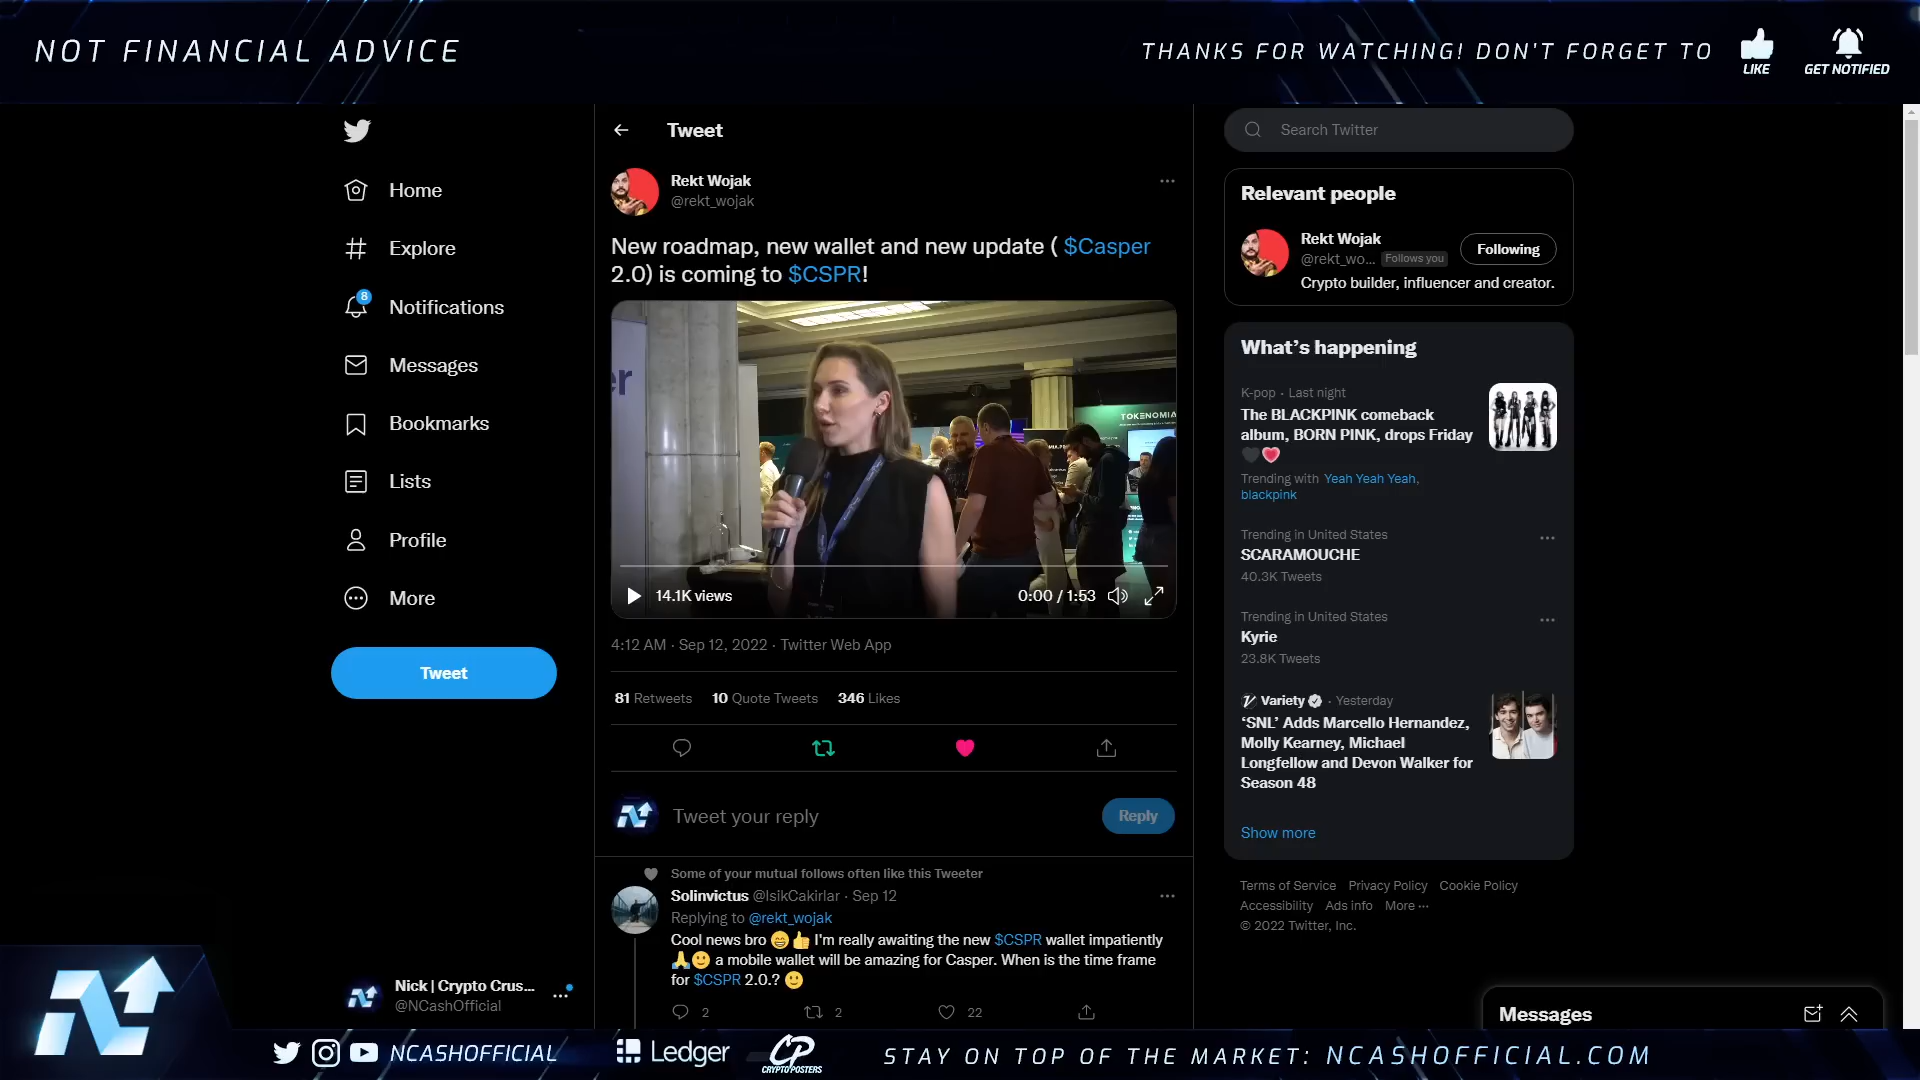 NOT FINANCIAL ADVICE
THANKS FOR WATCHING! DON'T FORGET TO
LIKE
GET NOTIFIED
Home
Explore
8
Notifications
Messages
Bookmarks
Lists
Profile
More
Tweet
Nick | Crypto Crus...
@NCashOfficial
Tweet
Rekt Wojak
@rekt_wojak
New roadmap, new wallet and new update ( $Casper
2.0) is coming to $CSPR!
er
TOKENOMIA
14.1K views
0:00 / 1:53
4:12 AM · Sep 12, 2022 · Twitter Web App
81 Retweets 10 Quote Tweets 346 Likes
Tweet your reply
Reply
Some of your mutual follows often like this Tweeter
Solinvictus @IsikCakirlar · Sep 12
Replying to @rekt_wojak
Cool news bro 😁👍 I'm really awaiting the new $CSPR wallet impatiently
🙏🙂 a mobile wallet will be amazing for Casper. When is the time frame
for $CSPR 2.0.? 🙂
2 2 22
Search Twitter
Relevant people
Rekt Wojak
@rekt_wo... Follows you
Following
Crypto builder, influencer and creator.
What's happening
K-pop · Last night
The BLACKPINK comeback
album, BORN PINK, drops Friday
🖤❤️
Trending with Yeah Yeah Yeah,
blackpink
Trending in United States
SCARAMOUCHE
40.3K Tweets
Trending in United States
Kyrie
23.8K Tweets
Variety · Yesterday
‘SNL’ Adds Marcello Hernandez,
Molly Kearney, Michael
Longfellow and Devon Walker for
Season 48
Show more
Terms of Service Privacy Policy Cookie Policy
Accessibility Ads info More ···
© 2022 Twitter, Inc.
Messages
NCASHOFFICIAL
Ledger
CP
CRYPTO POSTERS
STAY ON TOP OF THE MARKET: NCASHOFFICIAL.COM